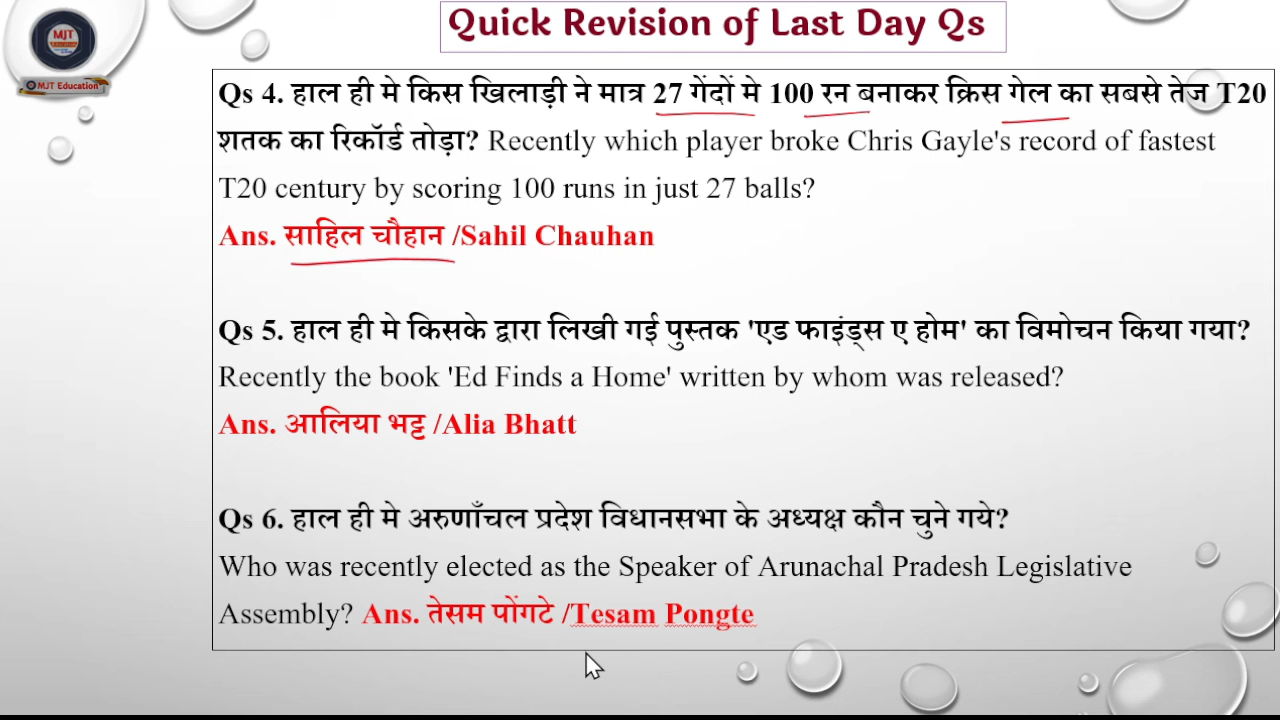 Quick Revision of Last Day Qs
MJT
MJT Education
Qs 4. हाल ही मे किस खिलाड़ी ने मात्र 27 गेंदों मे 100 रन बनाकर क्रिस गेल का सबसे तेज T20
शतक का रिकॉर्ड तोड़ा? Recently which player broke Chris Gayle's record of fastest
T20 century by scoring 100 runs in just 27 balls?
Ans. साहिल चौहान /Sahil Chauhan
Qs 5. हाल ही मे किसके द्वारा लिखी गई पुस्तक 'एड फाइंड्स ए होम' का विमोचन किया गया?
Recently the book 'Ed Finds a Home' written by whom was released?
Ans. आलिया भट्ट /Alia Bhatt
Qs 6. हाल ही मे अरुणाँचल प्रदेश विधानसभा के अध्यक्ष कौन चुने गये?
Who was recently elected as the Speaker of Arunachal Pradesh Legislative
Assembly? Ans. तेसम पोंगटे /Tesam Pongte